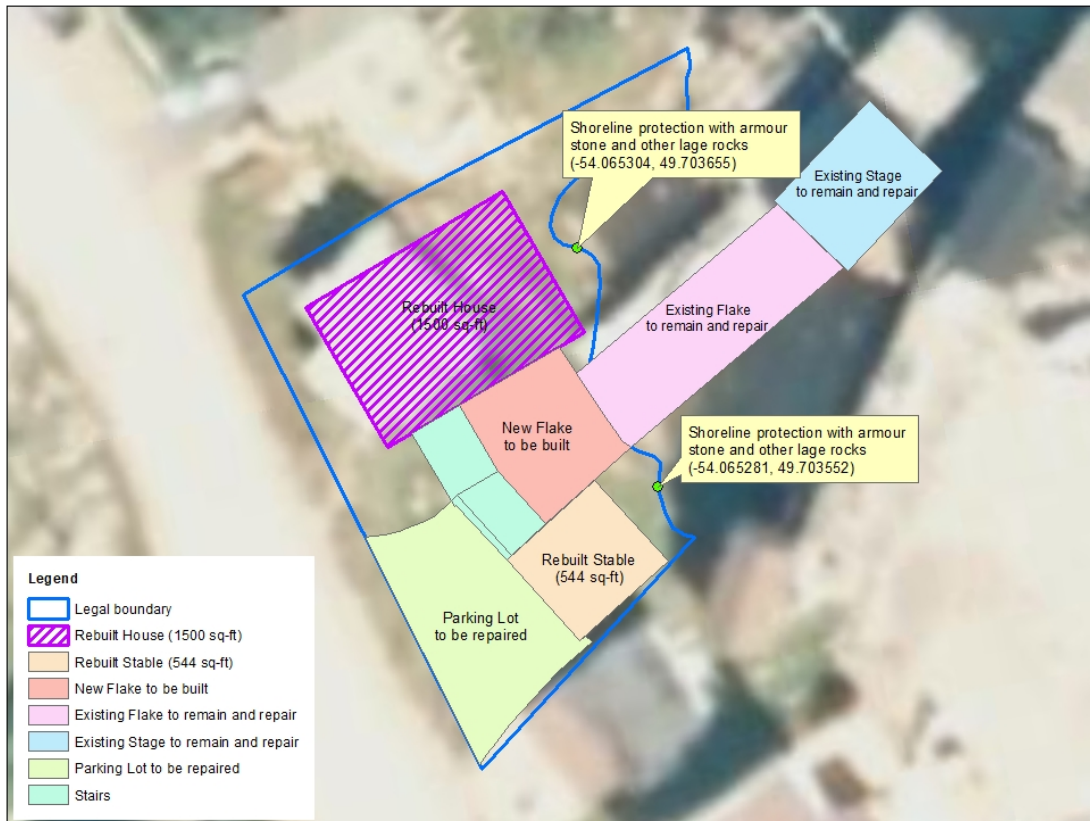 Shoreline protection with armour
stone and other lage rocks
(-54.065304, 49.703655)
Existing Stage
to remain and repair
Rebuilt House
(1500 sq-ft)
Existing Flake
to remain and repair
New Flake
to be built
Shoreline protection with armour
stone and other lage rocks
(-54.065281, 49.703552)
Rebuilt Stable
(544 sq-ft)
Parking Lot
to be repaired
Legend
Legal boundary
Rebuilt House (1500 sq-ft)
Rebuilt Stable (544 sq-ft)
New Flake to be built
Existing Flake to remain and repair
Existing Stage to remain and repair
Parking Lot to be repaired
Stairs